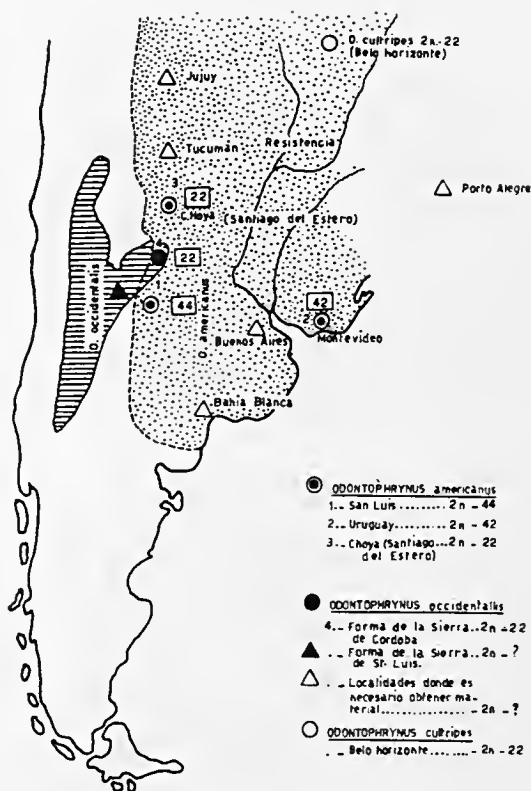 O. cultripes 2n-22
(Belo horizonte)
Jujuy
Tucumán
Resistencia
Porto Alegre
3
22
C.Hoya (Santiago del Estero)
4
22
O. occidentalis
1
44
O. americanus
42
2
Montevideo
Buenos Aires
Bahia Blanca
ODONTOPHRYNUS americanus
1.. San Luis ......... 2n - 44
2.. Uruguay .......... 2n - 42
3.. Choya (Santiago... 2n - 22
del Estero)
ODONTOPHRYNUS occidentalis
4.. Forma de la Sierra.. 2n-22
de Cordoba
.. Forma de la Sierra.. 2n-?
de Sn Luis.
.. Localidades donde es
necesario obtener ma-
terial............ - 2n - ?
ODONTOPHRYNUS cultripes
.. Belo horizonte....... - 2n - 22